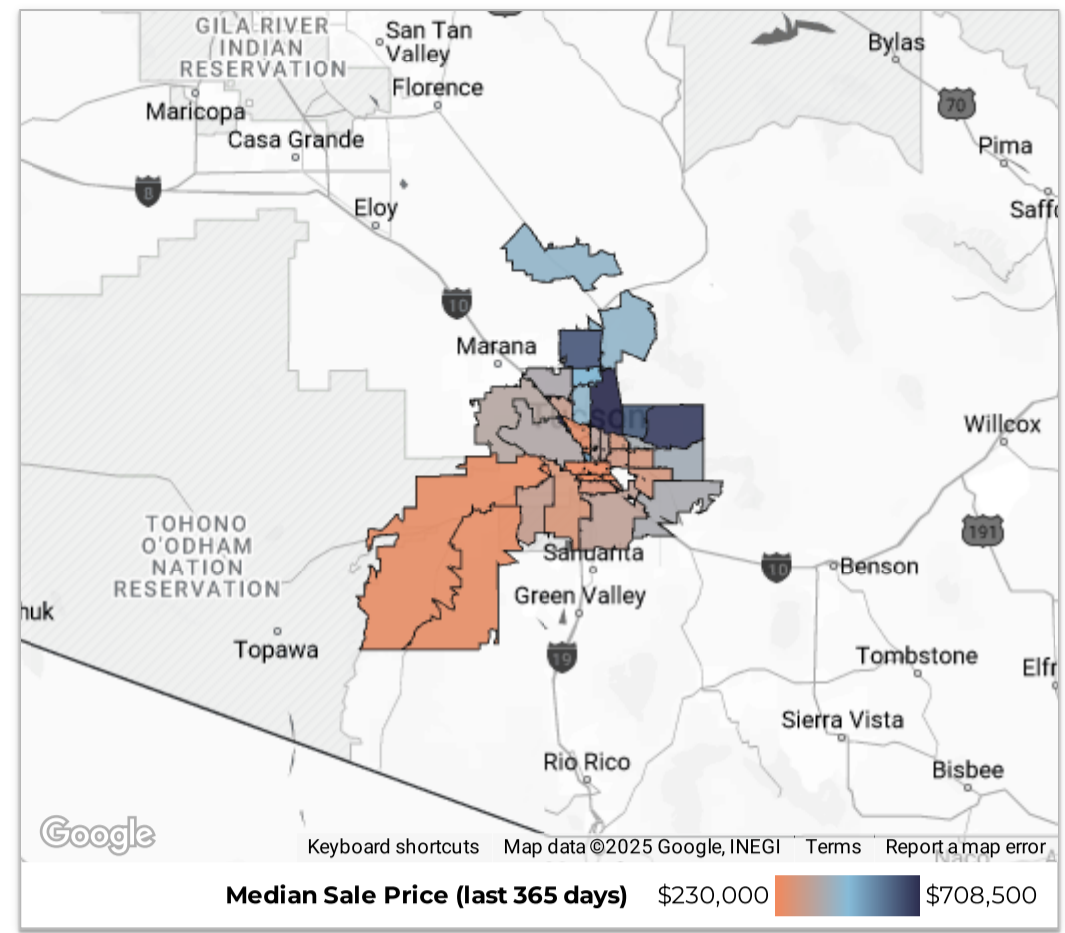 GILA RIVER
INDIAN
RESERVATION
San Tan
Valley
Bylas
Florence
70
Maricopa
Casa Grande
Pima
8
Eloy
Saffo
10
Marana
Tucson
Willcox
TOHONO
O'ODHAM
NATION
RESERVATION
191
Sahuarita
10
Benson
Green Valley
huk
Topawa
19
Tombstone
Elfr
Sierra Vista
Rio Rico
Bisbee
Google
Keyboard shortcuts
Map data ©2025 Google, INEGI
Terms
Report a map error
Naco
Median Sale Price (last 365 days)
$230,000
$708,500